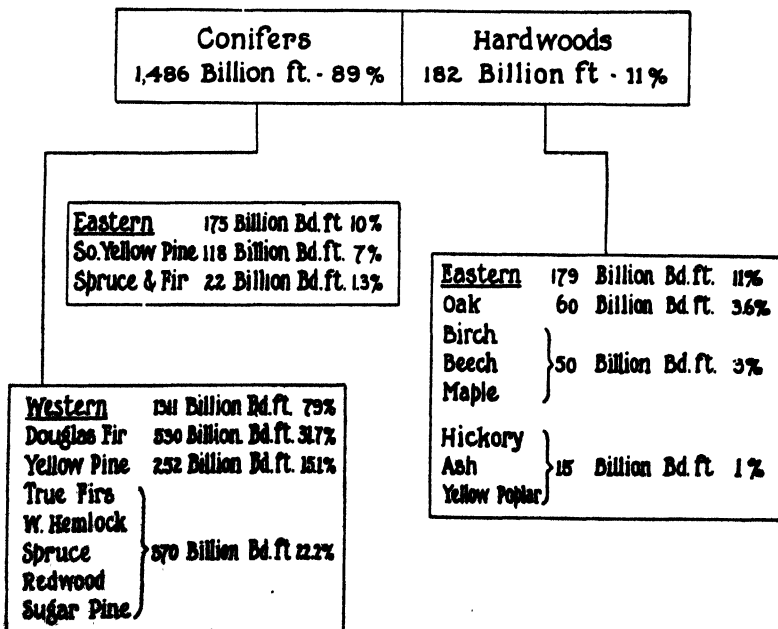 Conifers
1,486 Billion ft. - 89%
Hardwoods
182 Billion ft - 11%
Eastern 175 Billion Bd. ft 10%
So. Yellow Pine 118 Billion Bd. ft. 7%
Spruce & Fir 22 Billion Bd. ft. 1.3%
Eastern 179 Billion Bd. ft. 11%
Oak 60 Billion Bd. ft. 3.6%
Birch
Beech 50 Billion Bd. ft. 3%
Maple
Hickory
Ash 15 Billion Bd. ft 1%
Yellow Poplar
Western 1311 Billion Bd. ft. 79%
Douglas Fir 530 Billion Bd. ft. 31.7%
Yellow Pine 252 Billion Bd. ft. 15.1%
True Firs
W. Hemlock
Spruce 370 Billion Bd. ft 22.2%
Redwood
Sugar Pine